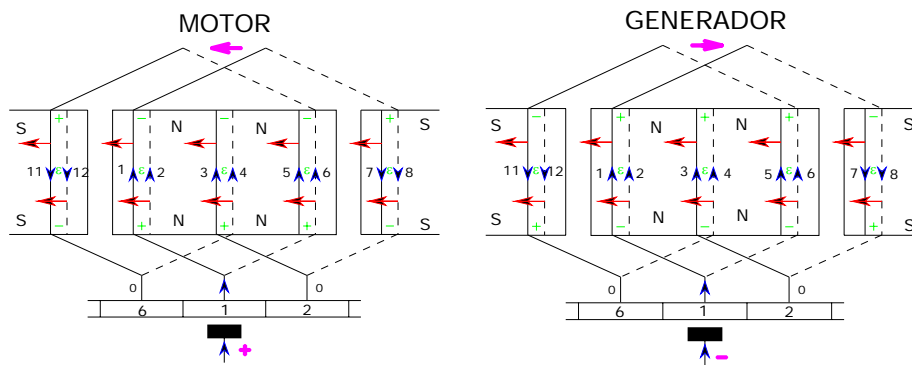 MOTOR
S + - N N - + S
11 ε 12 1 ε 2 3 ε 4 5 ε 6 7 ε 8
S - + N + N + - S
0 0
6 1 2
+
GENERADOR
S - + N + N + - S
11 ε 12 1 ε 2 3 ε 4 5 ε 6 7 ε 8
S + - N - N - + S
0 0
6 1 2
-